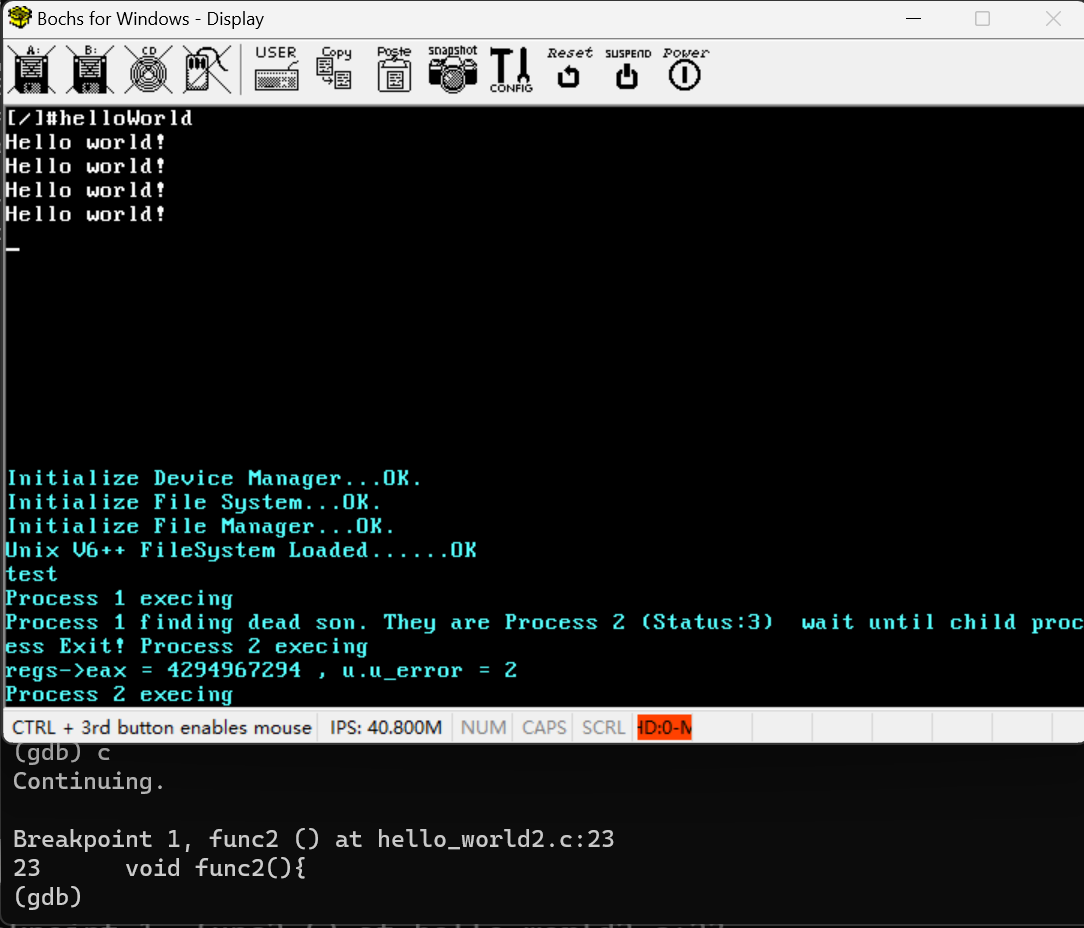 Bochs for Windows - Display
A: B: CD USER Copy Paste snapshot CONFIG Reset SUSPEND Power
[/]#helloWorld
Hello world!
Hello world!
Hello world!
Hello world!
Initialize Device Manager...OK.
Initialize File System...OK.
Initialize File Manager...OK.
Unix V6++ FileSystem Loaded......OK
test
Process 1 execing
Process 1 finding dead son. They are Process 2 (Status:3)  wait until child proc
ess Exit! Process 2 execing
regs->eax = 4294967294 , u.u_error = 2
Process 2 execing
CTRL + 3rd button enables mouse IPS: 40.800M NUM CAPS SCRL HD:0-M
(gdb) c
Continuing.
Breakpoint 1, func2 () at hello_world2.c:23
23      void func2(){
(gdb)